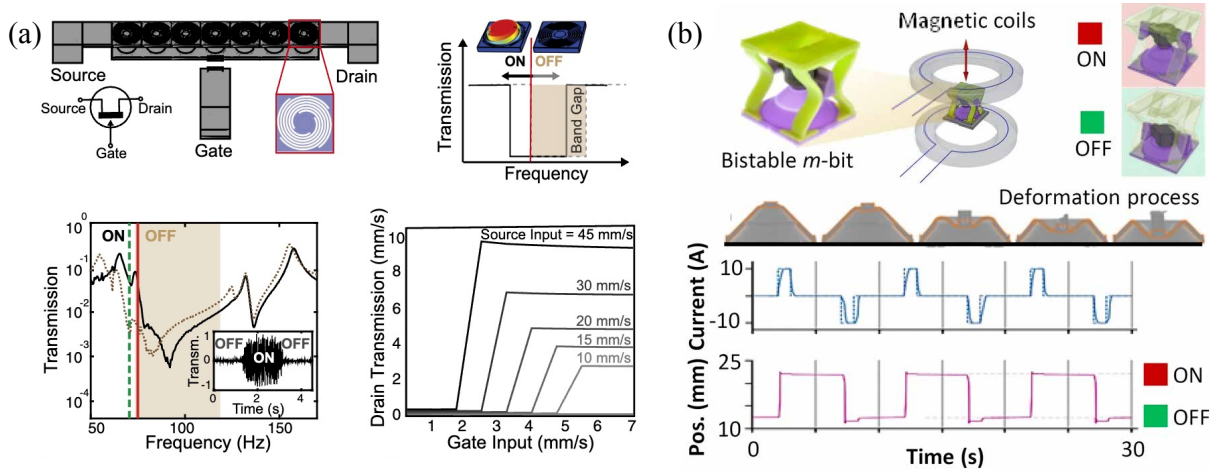 (a)
Source
Drain
Source
Drain
Gate
Gate
Transmission
ON
OFF
Band Gap
Frequency
Transmission
10^0
10^-1
10^-2
10^-3
10^-4
ON
OFF
Transm.
1
0
-1
OFF
ON
OFF
0
2
4
Time (s)
50
100
150
Frequency (Hz)
Drain Transmission (mm/s)
10
8
6
4
2
0
Source Input = 45 mm/s
30 mm/s
20 mm/s
15 mm/s
10 mm/s
1 2 3 4 5 6 7
Gate Input (mm/s)
(b)
Magnetic coils
Bistable m-bit
ON
OFF
Deformation process
Current (A)
10
-10
Pos. (mm)
25
10
ON
OFF
0
30
Time (s)